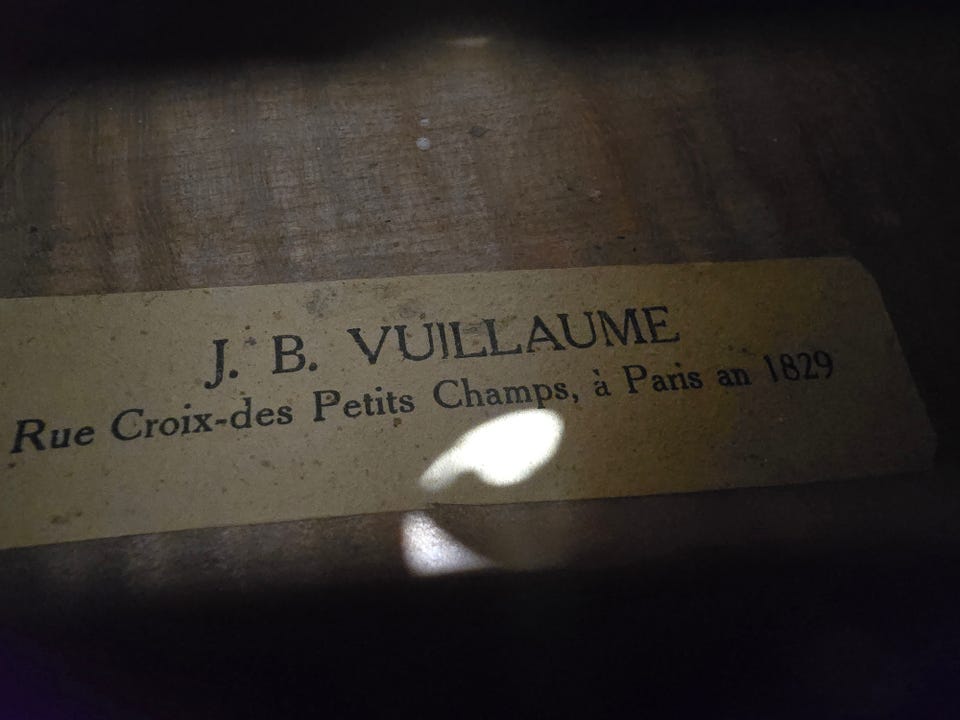 J. B. VUILLAUME
Rue Croix-des Petits Champs, à Paris an 1829